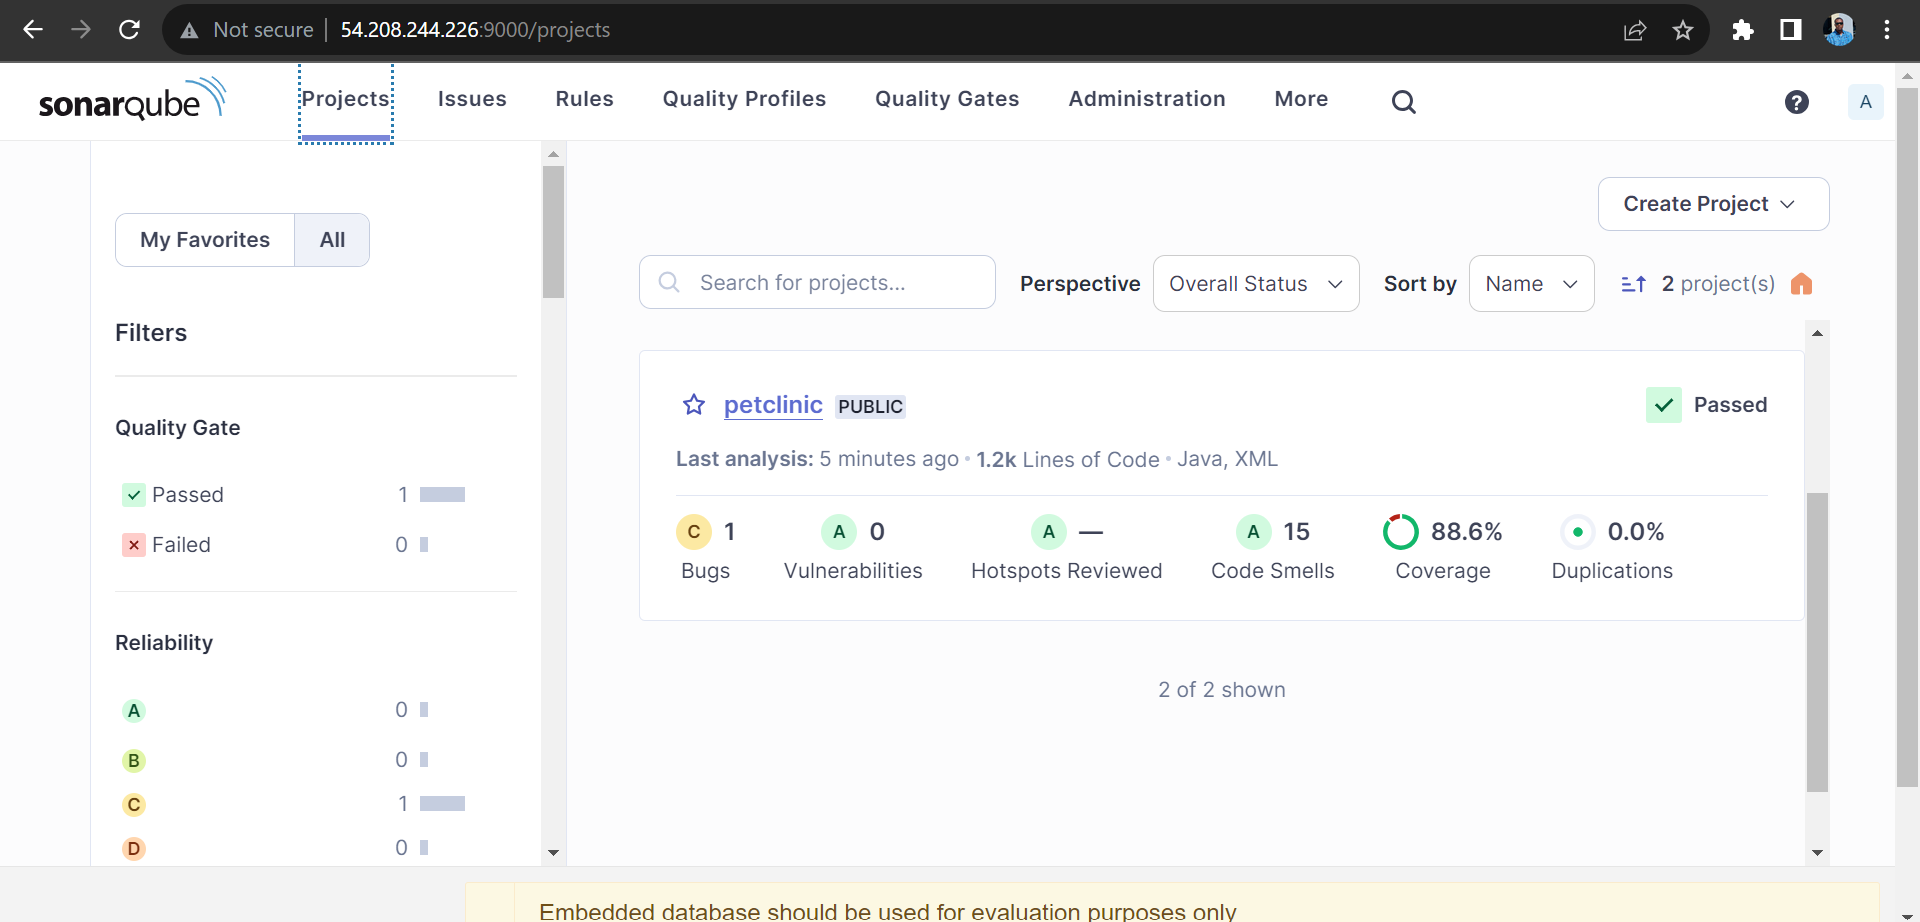 Not secure 54.208.244.226:9000/projects
sonarqube Projects Issues Rules Quality Profiles Quality Gates Administration More ? A
My Favorites All
Create Project
Search for projects... Perspective Overall Status Sort by Name 2 project(s)
Filters
Quality Gate
Passed 1
Failed 0
Reliability
A 0
B 0
C 1
D 0
petclinic PUBLIC Passed
Last analysis: 5 minutes ago • 1.2k Lines of Code • Java, XML
C 1 A 0 A — A 15 88.6% 0.0%
Bugs Vulnerabilities Hotspots Reviewed Code Smells Coverage Duplications
2 of 2 shown
Embedded database should be used for evaluation purposes only